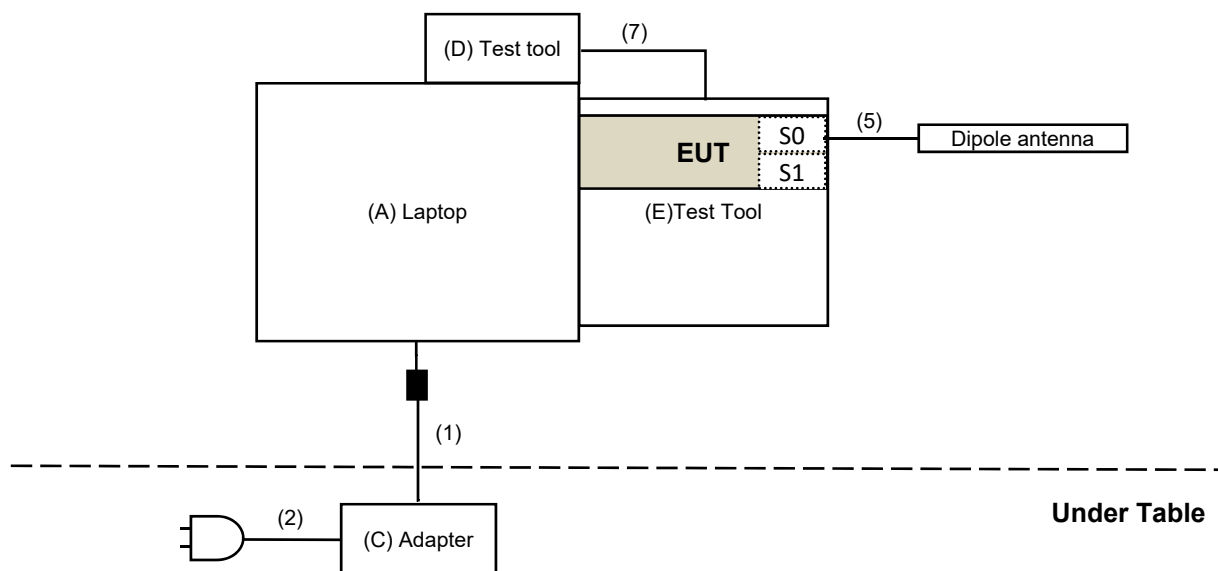 (D) Test tool
(7)
EUT
S0
S1
(5)
Dipole antenna
(A) Laptop
(E)Test Tool
(1)
Under Table
(2)
(C) Adapter